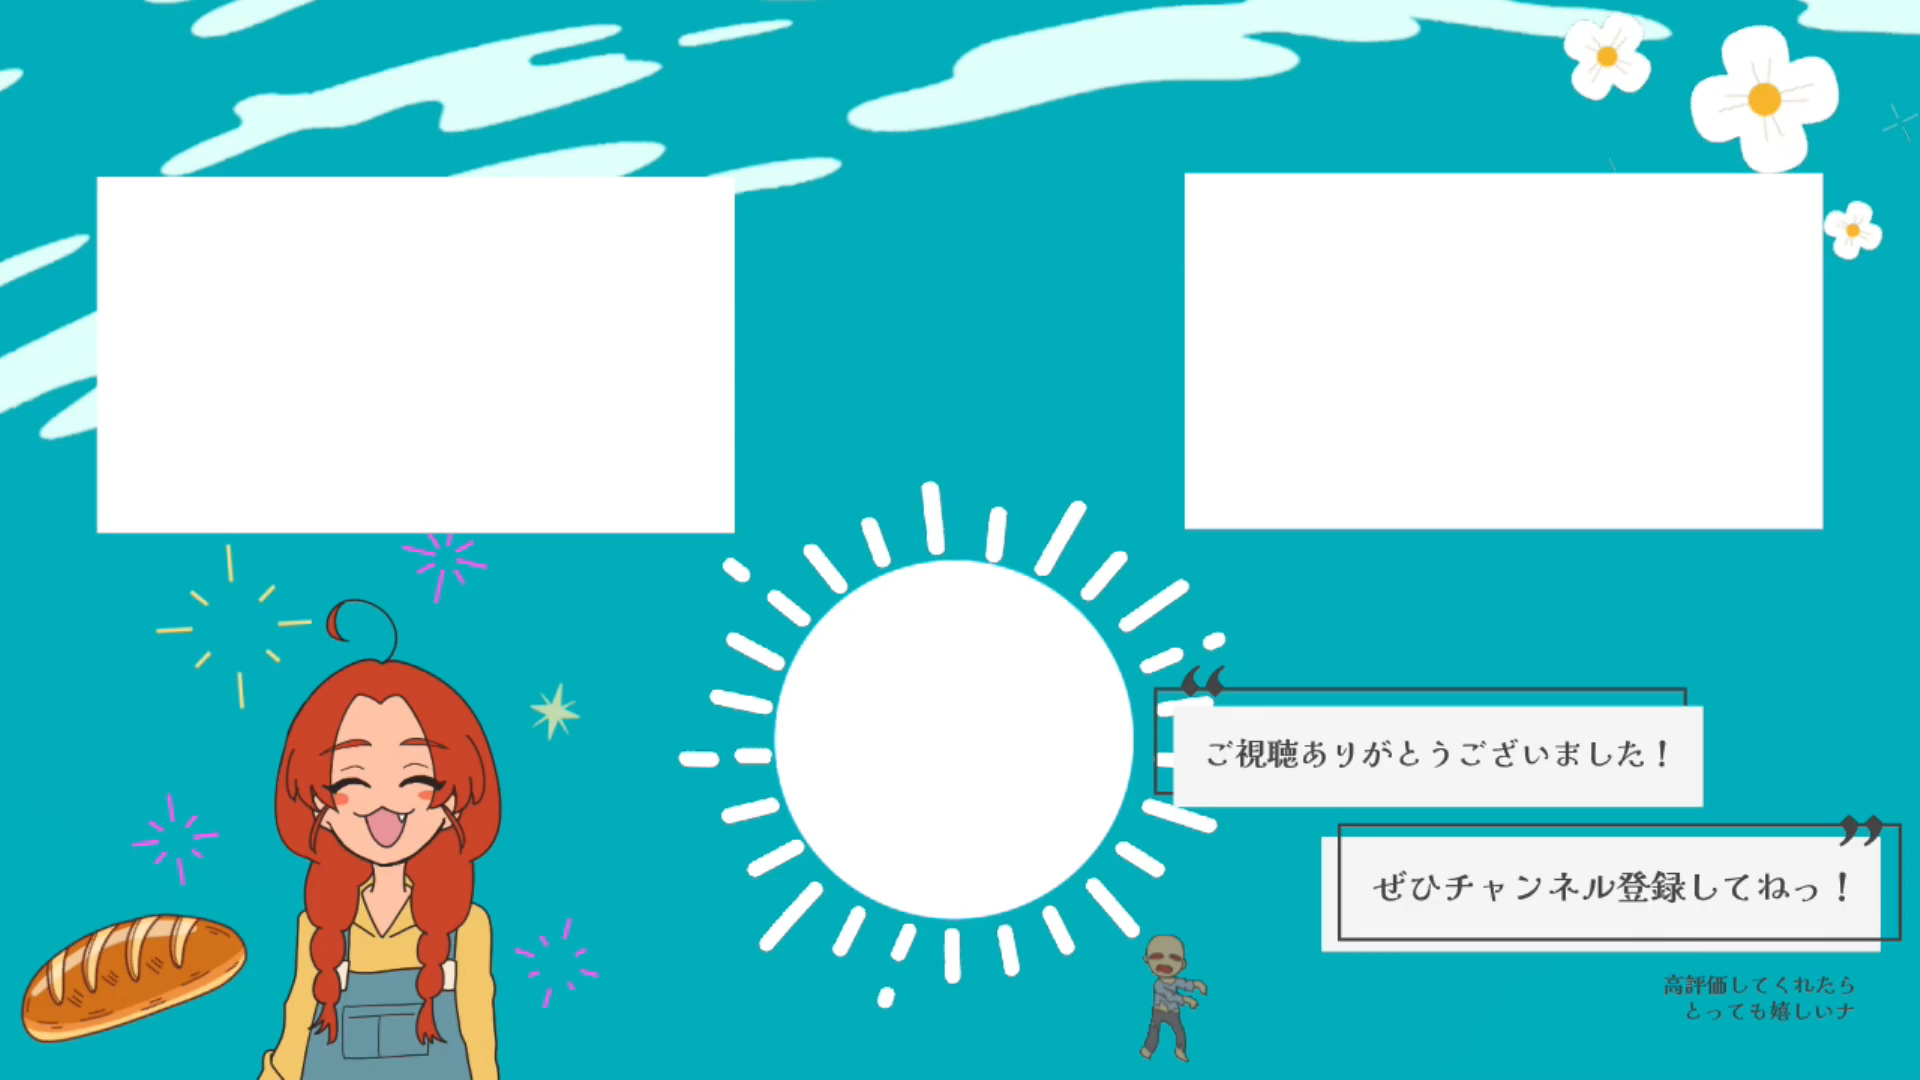 ご視聴ありがとうございました！
ぜひチャンネル登録してねっ！
高評価してくれたら
とっても嬉しいナ